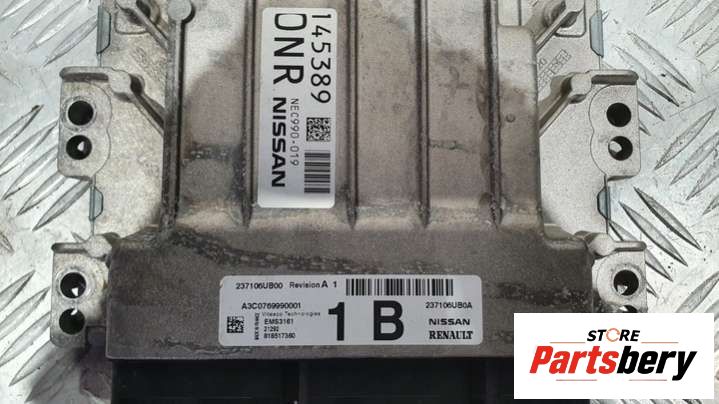 145389
DNR
NEC990-019
NISSAN
237106UB00 Revision A 1
A3C0769990001
Vitesco Technologies
EMS3161
21292
818517360
1 B
237106UB0A
NISSAN
RENAULT
STORE
Partsbery